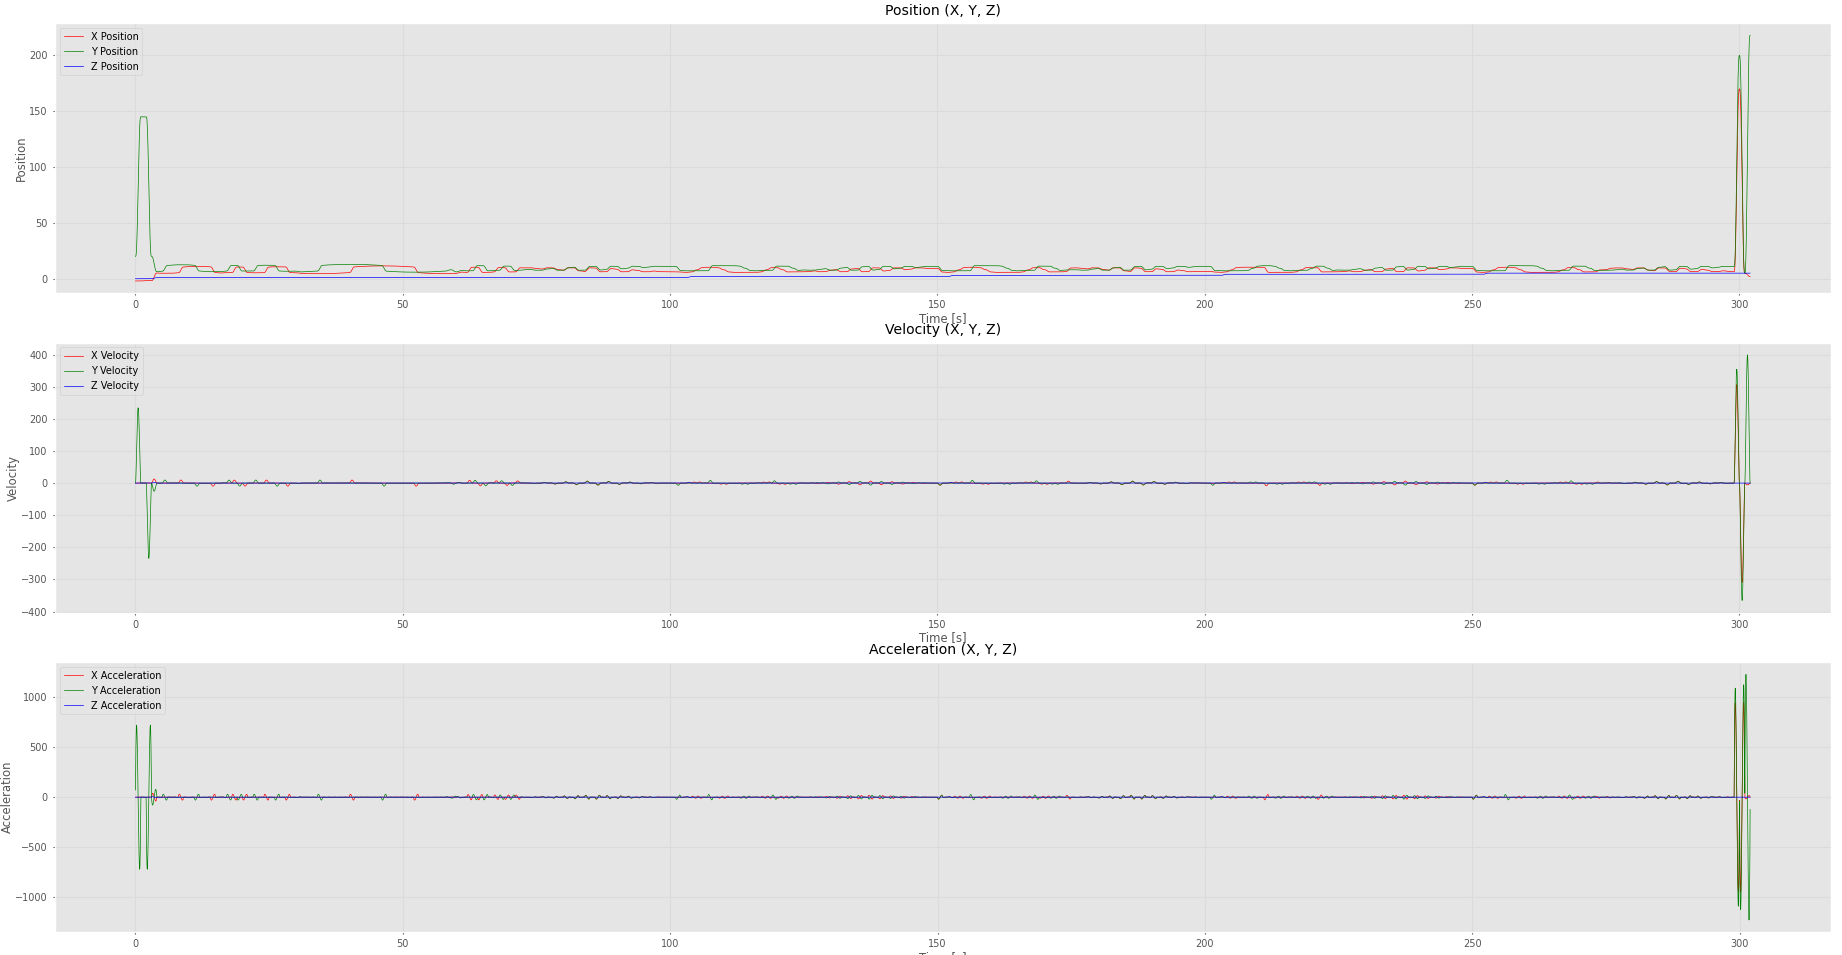 Position (X, Y, Z)
X Position
Y Position
Z Position
200
150
100
50
0
Position
0 50 100 150 200 250 300
Time [s]
Velocity (X, Y, Z)
X Velocity
Y Velocity
Z Velocity
400
300
200
100
0
−100
−200
−300
−400
Velocity
0 50 100 150 200 250 300
Time [s]
Acceleration (X, Y, Z)
X Acceleration
Y Acceleration
Z Acceleration
1000
500
0
−500
−1000
Acceleration
0 50 100 150 200 250 300
Time [s]